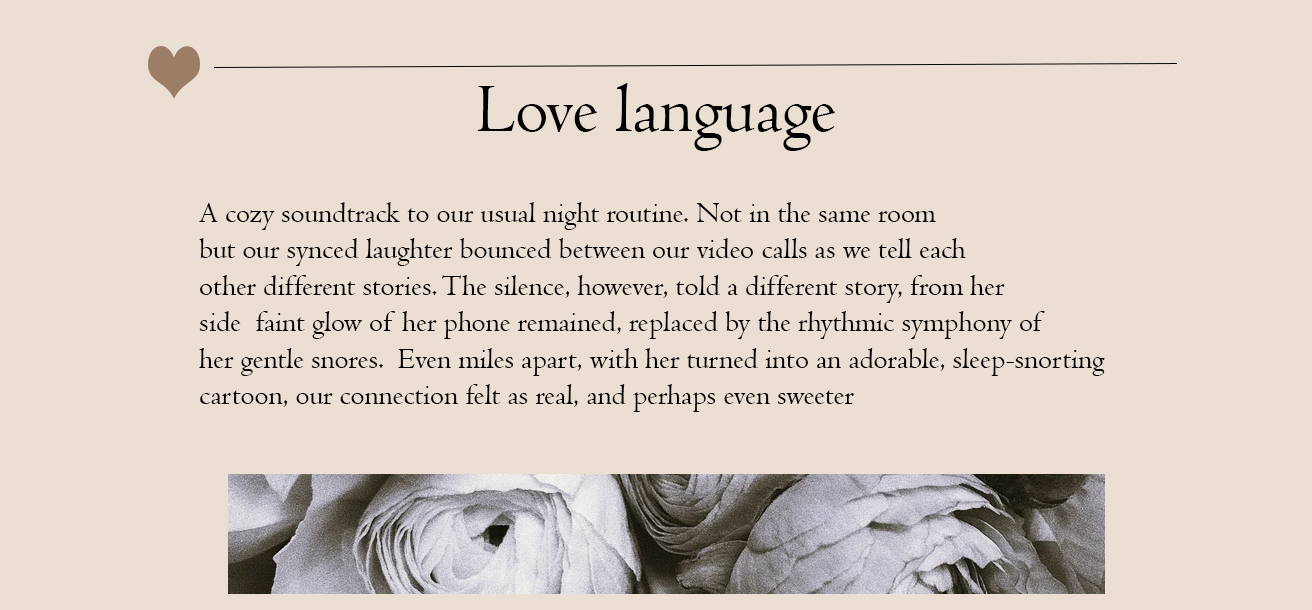 Love language
A cozy soundtrack to our usual night routine. Not in the same room
but our synced laughter bounced between our video calls as we tell each
other different stories. The silence, however, told a different story, from her
side  faint glow of her phone remained, replaced by the rhythmic symphony of
her gentle snores.  Even miles apart, with her turned into an adorable, sleep-snorting
cartoon, our connection felt as real, and perhaps even sweeter